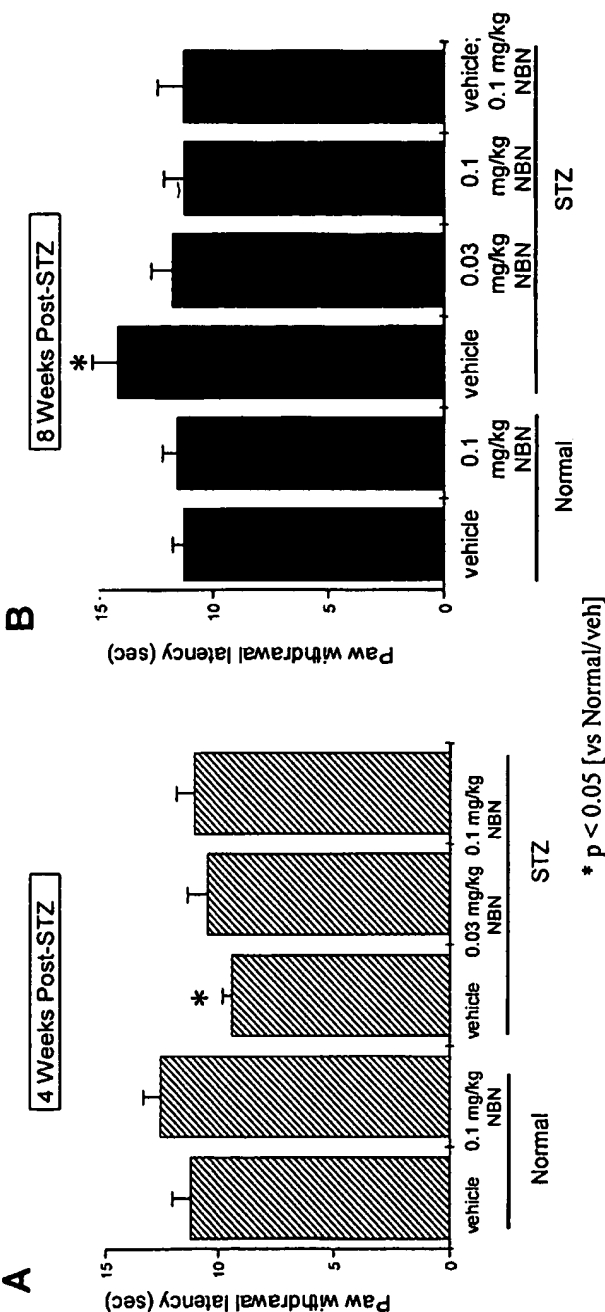 A
4 Weeks Post-STZ
Paw withdrawal latency (sec)
15
10
5
0
vehicle
0.1 mg/kg
NBN
vehicle
0.03 mg/kg
NBN
0.1 mg/kg
NBN
*
Normal
STZ
B
8 Weeks Post-STZ
Paw withdrawal latency (sec)
15
10
5
0
vehicle
0.1
mg/kg
NBN
vehicle
0.03
mg/kg
NBN
0.1
mg/kg
NBN
vehicle;
0.1 mg/kg
NBN
*
Normal
STZ
* p < 0.05 [vs Normal/veh]